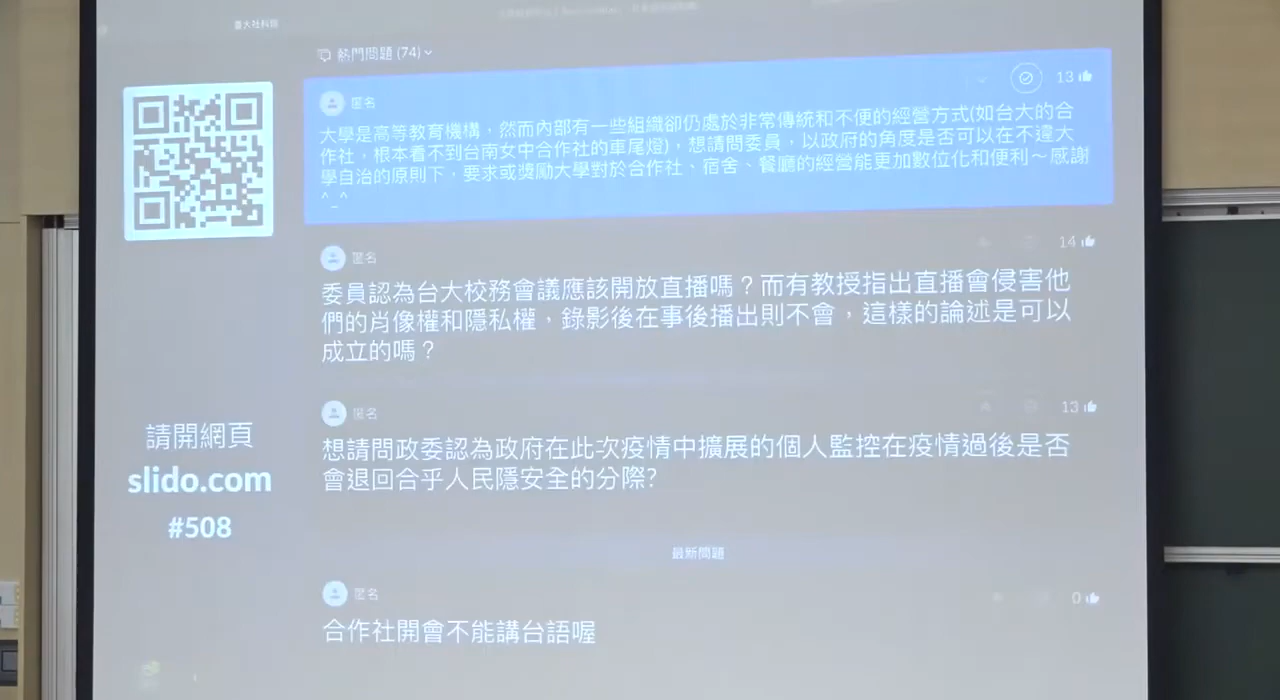 臺大社科院
熱門問題 (74)
匿名
13
大學是高等教育機構，然而內部有一些組織卻仍處於非常傳統和不便的經營方式(如台大的合
作社，根本看不到台南女中合作社的車尾燈)，想請問委員，以政府的角度是否可以在不違大
學自治的原則下，要求或獎勵大學對於合作社、宿舍、餐廳的經營能更加數位化和便利～感謝
^_^
匿名
14
委員認為台大校務會議應該開放直播嗎？而有教授指出直播會侵害他
們的肖像權和隱私權，錄影後在事後播出則不會，這樣的論述是可以
成立的嗎？
匿名
13
想請問政委認為政府在此次疫情中擴展的個人監控在疫情過後是否
會退回合乎人民隱安全的分際?
請開網頁
slido.com
#508
最新問題
匿名
0
合作社開會不能講台語喔